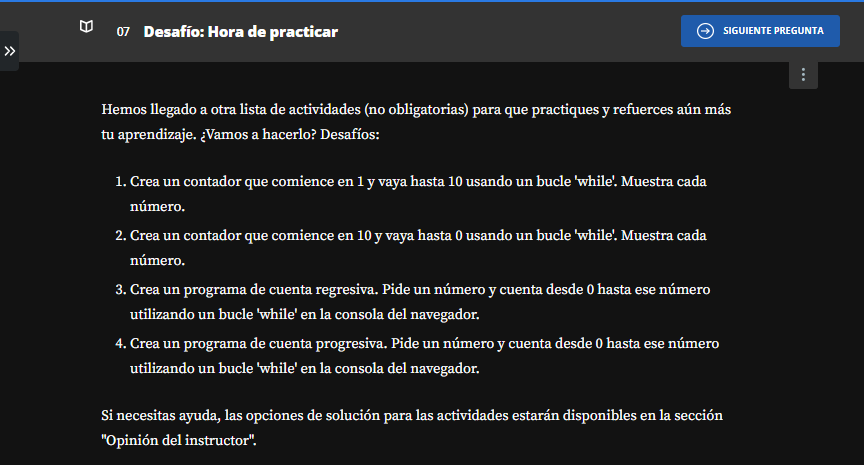 07 Desafío: Hora de practicar
SIGUIENTE PREGUNTA
Hemos llegado a otra lista de actividades (no obligatorias) para que practiques y refuerces aún más
tu aprendizaje. ¿Vamos a hacerlo? Desafíos:
1. Crea un contador que comience en 1 y vaya hasta 10 usando un bucle 'while'. Muestra cada
número.
2. Crea un contador que comience en 10 y vaya hasta 0 usando un bucle 'while'. Muestra cada
número.
3. Crea un programa de cuenta regresiva. Pide un número y cuenta desde 0 hasta ese número
utilizando un bucle 'while' en la consola del navegador.
4. Crea un programa de cuenta progresiva. Pide un número y cuenta desde 0 hasta ese número
utilizando un bucle 'while' en la consola del navegador.
Si necesitas ayuda, las opciones de solución para las actividades estarán disponibles en la sección
"Opinión del instructor".